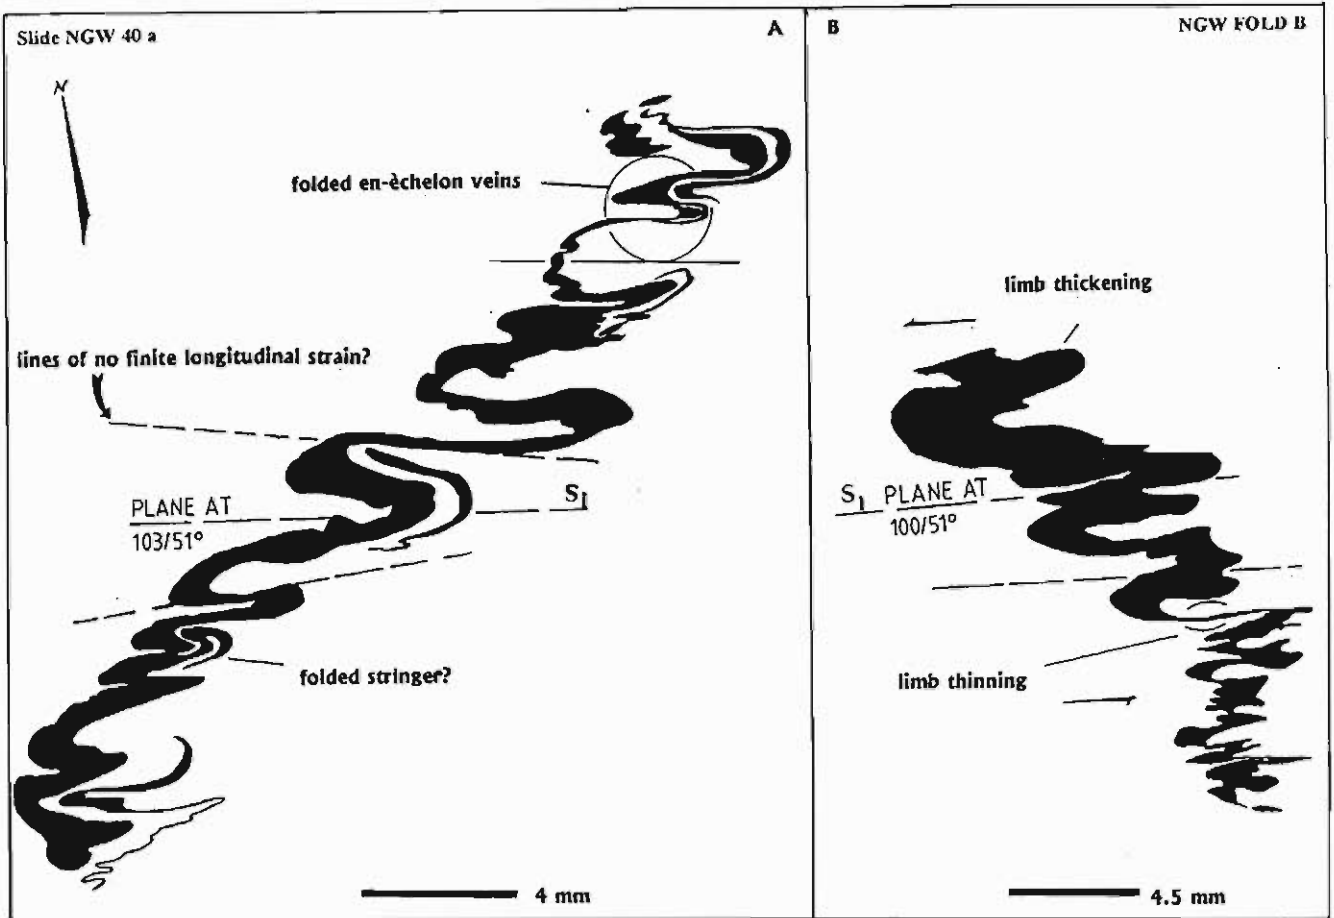 Slide NGW 40 a
A
N
folded en-èchelon veins
lines of no finite longitudinal strain?
S1
PLANE AT
103/51°
folded stringer?
4 mm
B
NGW FOLD B
limb thickening
S1 PLANE AT
100/51°
limb thinning
4.5 mm